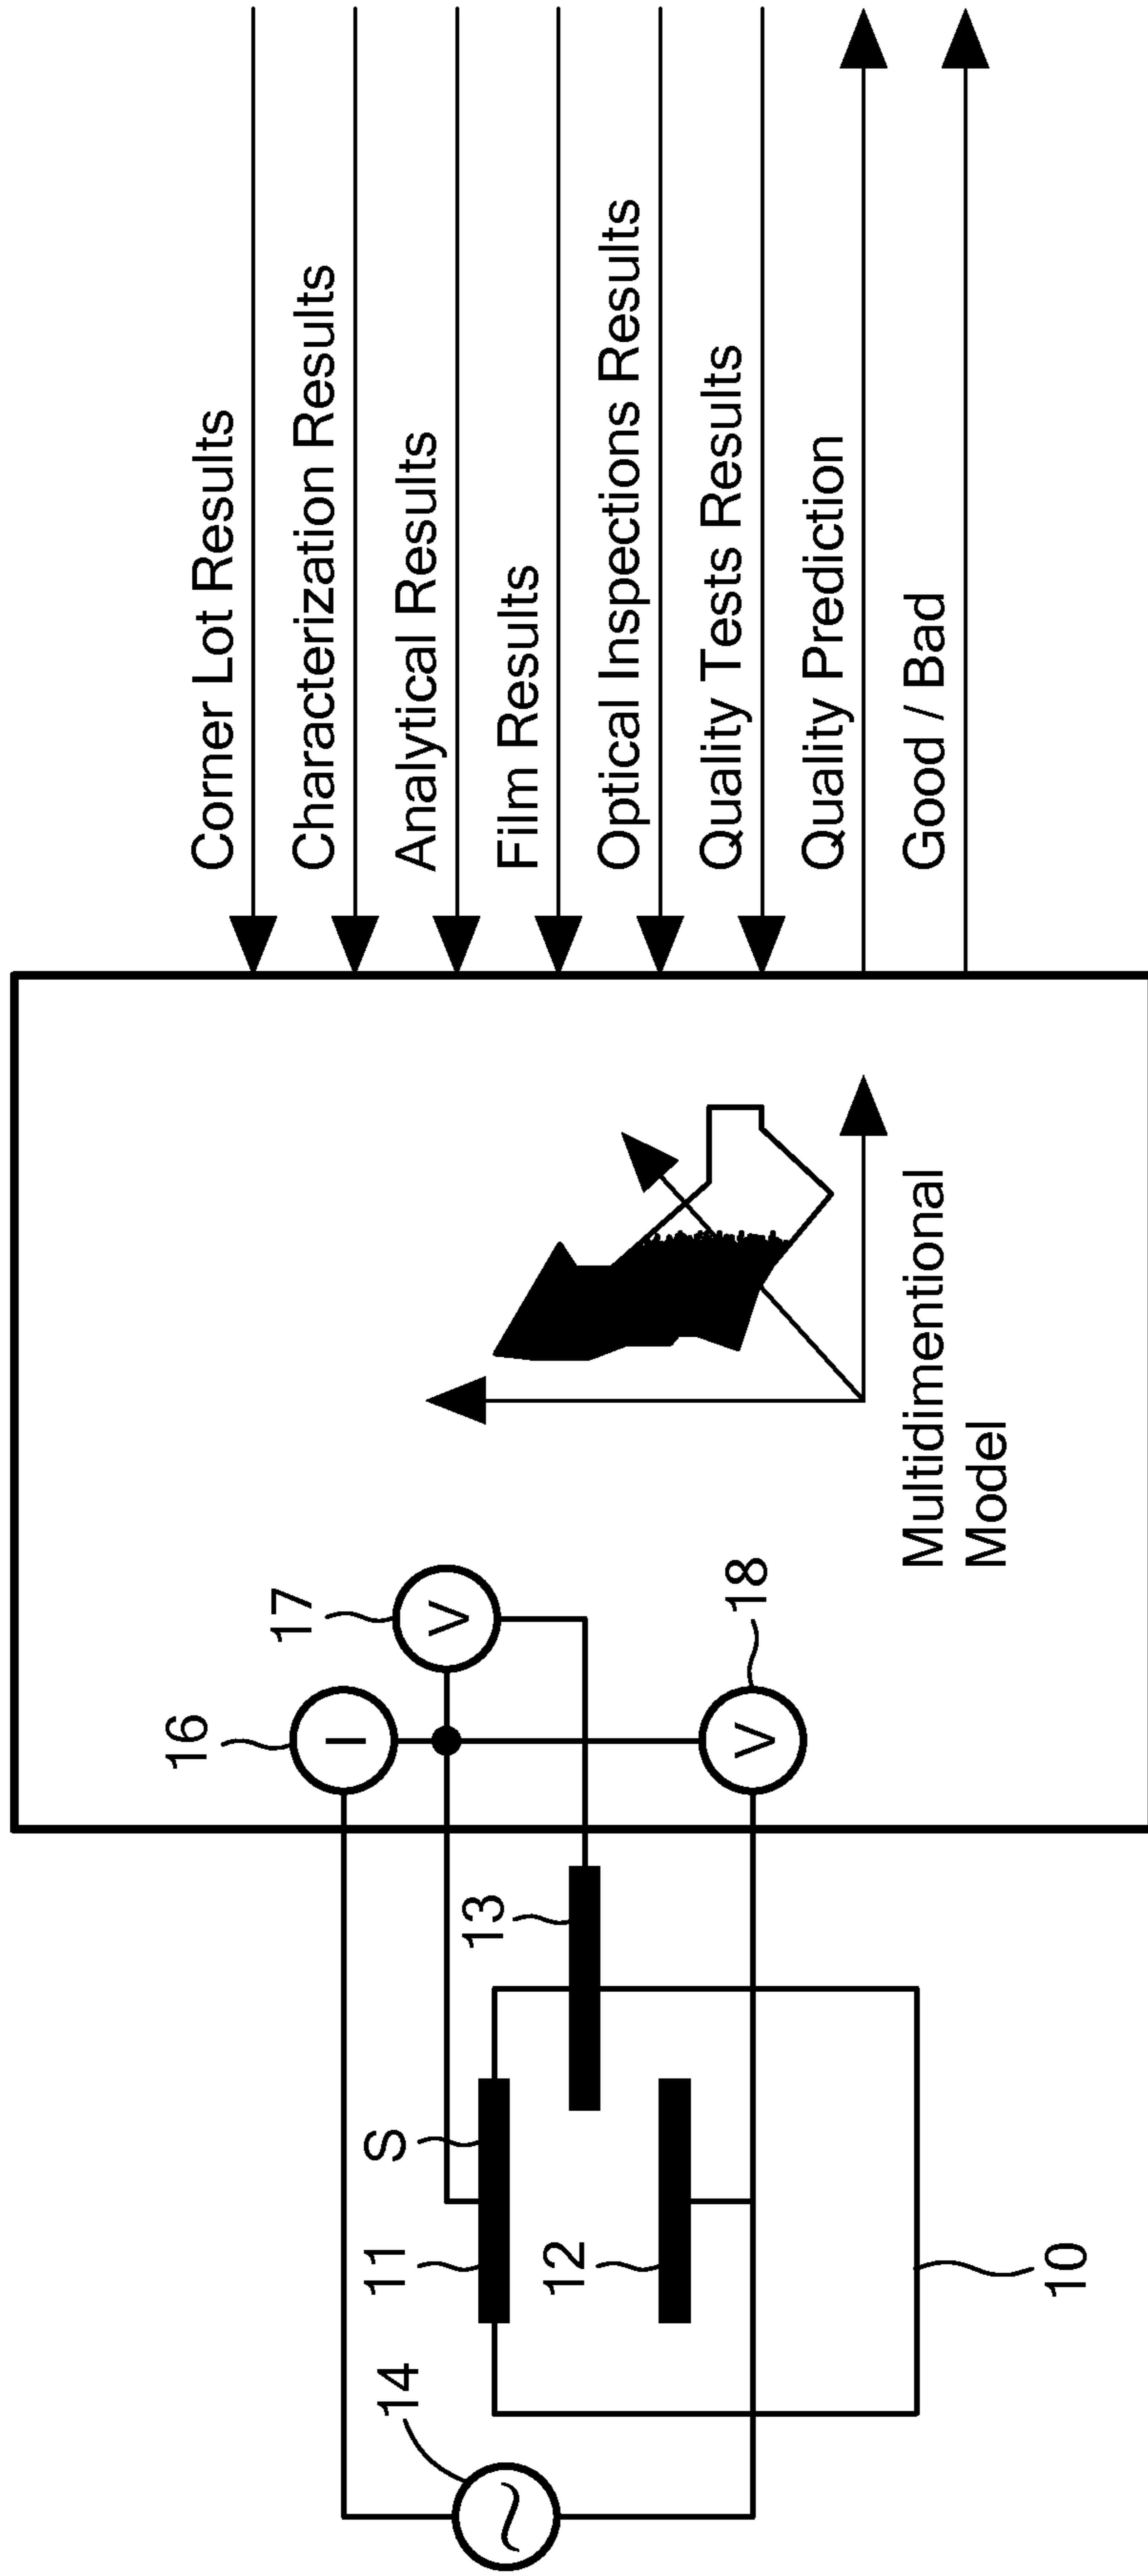 Corner Lot Results
Characterization Results
Analytical Results
Film Results
Optical Inspections Results
Quality Tests Results
Quality Prediction
Good / Bad
16
I
17
V
18
V
Multidimentional
Model
14
11
S
13
12
10